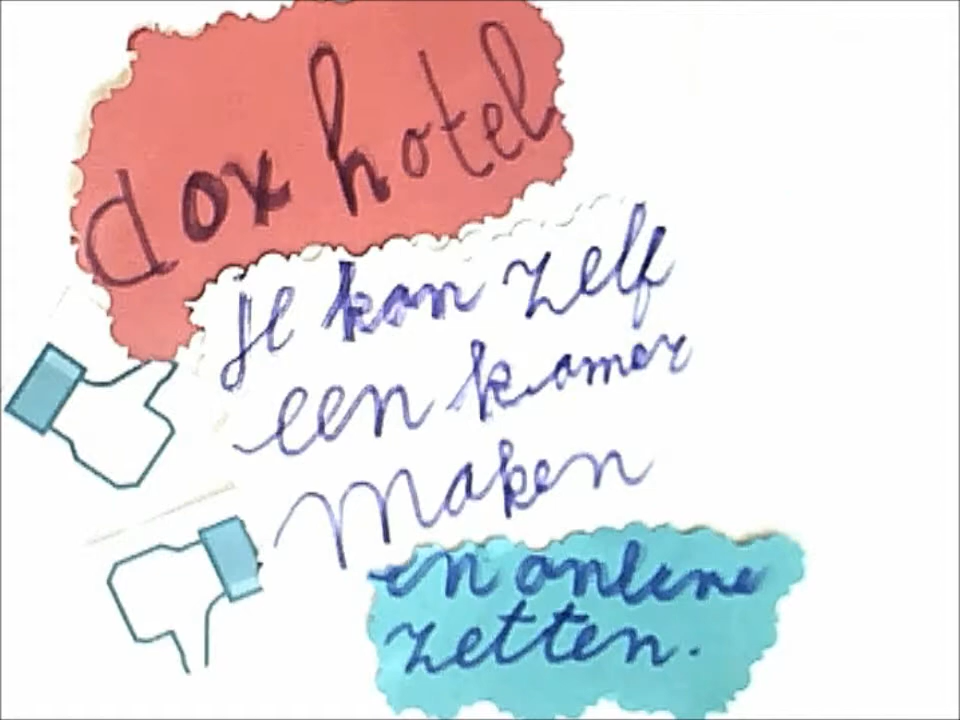 dox hotel
je kan zelf
een kamer
maken
en online
zetten.